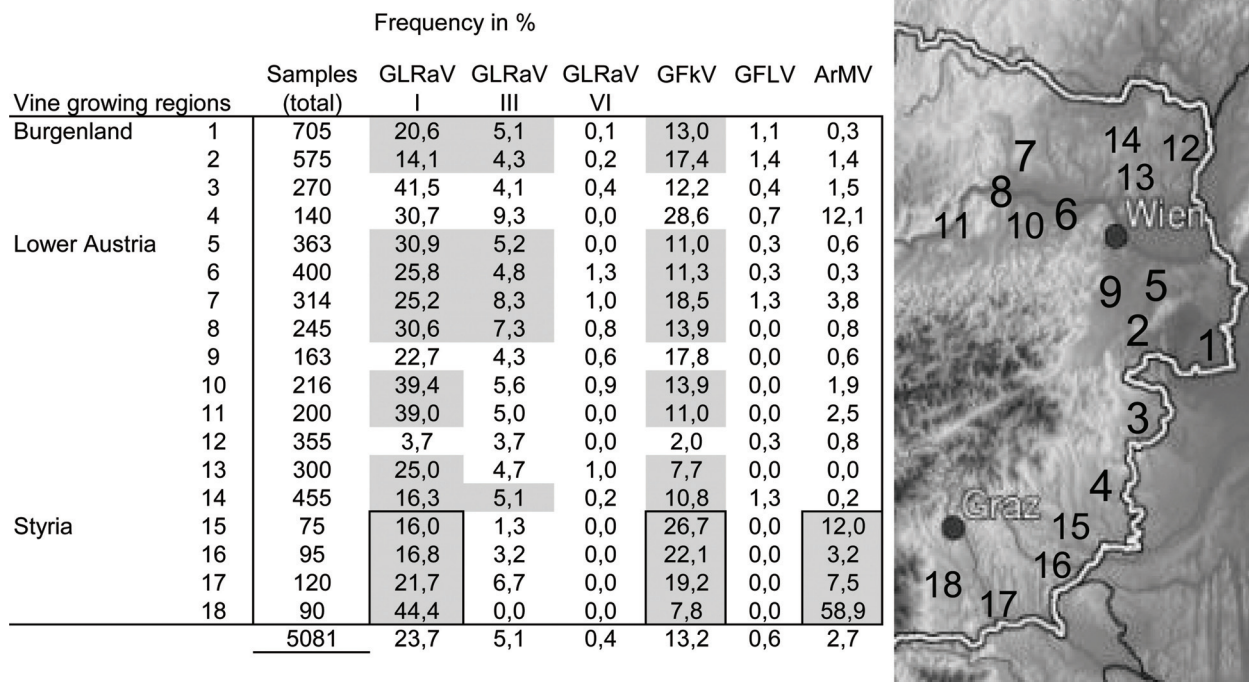 Frequency in %
Samples GLRaV GLRaV GLRaV GFkV GFLV ArMV
Vine growing regions (total) I III VI
Burgenland 1 705 20,6 5,1 0,1 13,0 1,1 0,3
2 575 14,1 4,3 0,2 17,4 1,4 1,4
3 270 41,5 4,1 0,4 12,2 0,4 1,5
4 140 30,7 9,3 0,0 28,6 0,7 12,1
Lower Austria 5 363 30,9 5,2 0,0 11,0 0,3 0,6
6 400 25,8 4,8 1,3 11,3 0,3 0,3
7 314 25,2 8,3 1,0 18,5 1,3 3,8
8 245 30,6 7,3 0,8 13,9 0,0 0,8
9 163 22,7 4,3 0,6 17,8 0,0 0,6
10 216 39,4 5,6 0,9 13,9 0,0 1,9
11 200 39,0 5,0 0,0 11,0 0,0 2,5
12 355 3,7 3,7 0,0 2,0 0,3 0,8
13 300 25,0 4,7 1,0 7,7 0,0 0,0
14 455 16,3 5,1 0,2 10,8 1,3 0,2
Styria 15 75 16,0 1,3 0,0 26,7 0,0 12,0
16 95 16,8 3,2 0,0 22,1 0,0 3,2
17 120 21,7 6,7 0,0 19,2 0,0 7,5
18 90 44,4 0,0 0,0 7,8 0,0 58,9
5081 23,7 5,1 0,4 13,2 0,6 2,7
7 14 12
8 13
11 10 6 Wien
9 5
2 1
3
4
Graz 15
18 16
17